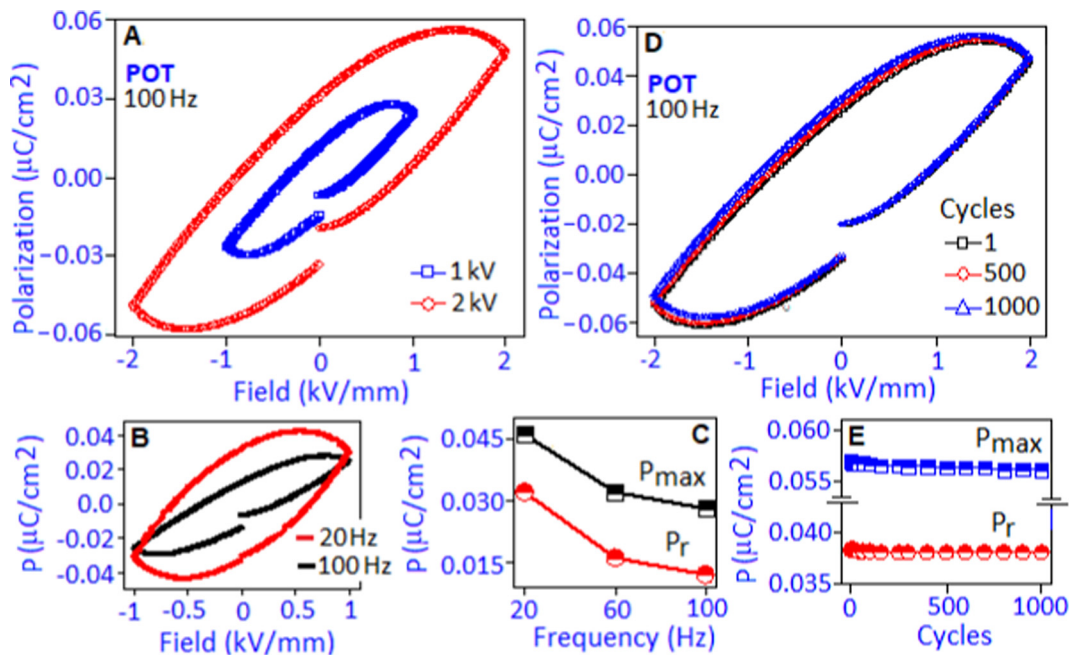 A
POT
100 Hz
Polarization (μC/cm2)
0.06
0.03
0.00
−0.03
−0.06
1 kV
2 kV
-2
-1
0
1
2
Field (kV/mm)
D
POT
100 Hz
Polarization (μC/cm2)
0.06
0.04
0.02
0.00
−0.02
−0.04
−0.06
Cycles
1
500
1000
-2
-1
0
1
2
Field (kV/mm)
B
P (μC/cm2)
0.04
0.02
0.0
-0.02
-0.04
20 Hz
100 Hz
-1
-0.5
0
0.5
1
Field (kV/mm)
C
P (μC/cm2)
0.045
0.030
0.015
Pmax
Pr
20
60
100
Frequency (Hz)
E
P (μC/cm2)
0.060
0.055
0.040
0.035
Pmax
Pr
0
500
1000
Cycles